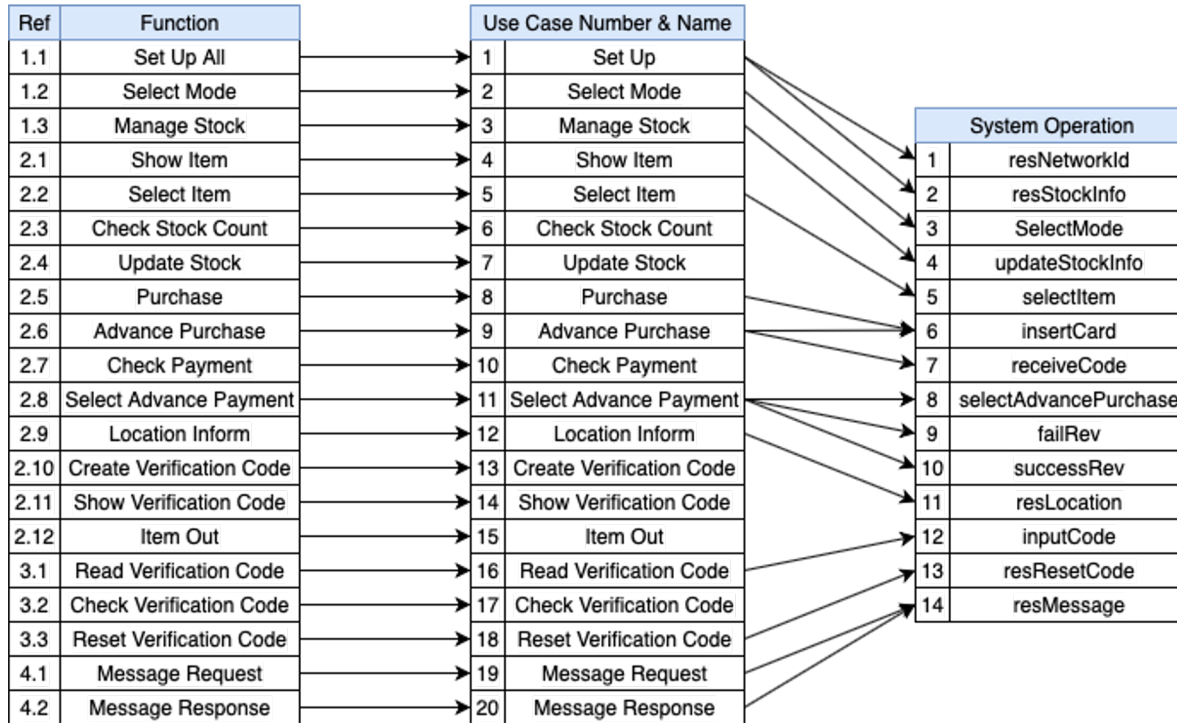 Ref Function
1.1 Set Up All
1.2 Select Mode
1.3 Manage Stock
2.1 Show Item
2.2 Select Item
2.3 Check Stock Count
2.4 Update Stock
2.5 Purchase
2.6 Advance Purchase
2.7 Check Payment
2.8 Select Advance Payment
2.9 Location Inform
2.10 Create Verification Code
2.11 Show Verification Code
2.12 Item Out
3.1 Read Verification Code
3.2 Check Verification Code
3.3 Reset Verification Code
4.1 Message Request
4.2 Message Response
Use Case Number & Name
1 Set Up
2 Select Mode
3 Manage Stock
4 Show Item
5 Select Item
6 Check Stock Count
7 Update Stock
8 Purchase
9 Advance Purchase
10 Check Payment
11 Select Advance Payment
12 Location Inform
13 Create Verification Code
14 Show Verification Code
15 Item Out
16 Read Verification Code
17 Check Verification Code
18 Reset Verification Code
19 Message Request
20 Message Response
System Operation
1 resNetworkId
2 resStockInfo
3 SelectMode
4 updateStockInfo
5 selectItem
6 insertCard
7 receiveCode
8 selectAdvancePurchase
9 failRev
10 successRev
11 resLocation
12 inputCode
13 resResetCode
14 resMessage